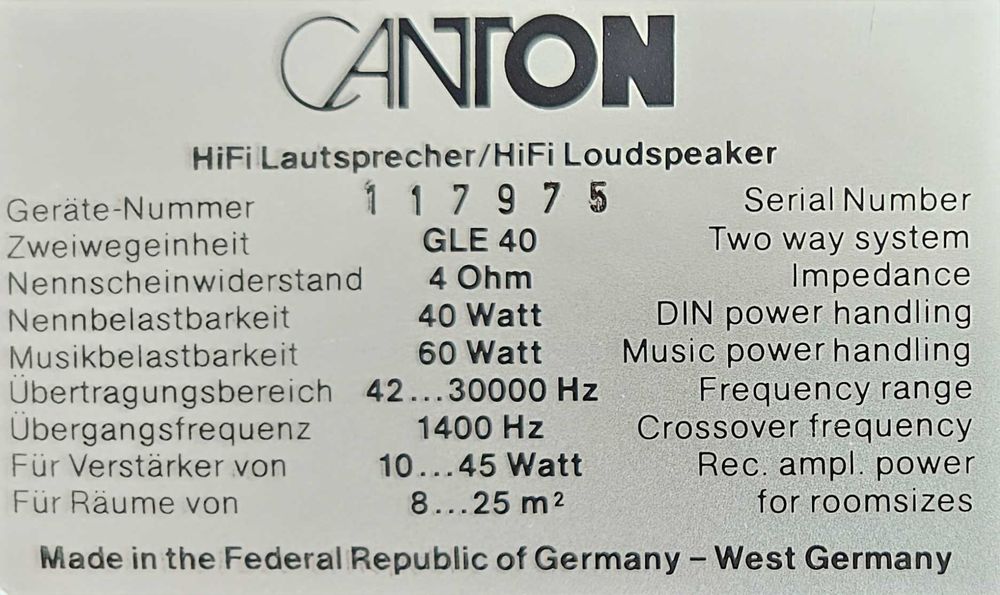 CANTON
HiFi Lautsprecher/HiFi Loudspeaker
Geräte-Nummer 117975 Serial Number
Zweiwegeinheit GLE 40 Two way system
Nennscheinwiderstand 4 Ohm Impedance
Nennbelastbarkeit 40 Watt DIN power handling
Musikbelastbarkeit 60 Watt Music power handling
Übertragungsbereich 42...30000 Hz Frequency range
Übergangsfrequenz 1400 Hz Crossover frequency
Für Verstärker von 10...45 Watt Rec. ampl. power
Für Räume von 8...25 m² for roomsizes
Made in the Federal Republic of Germany – West Germany